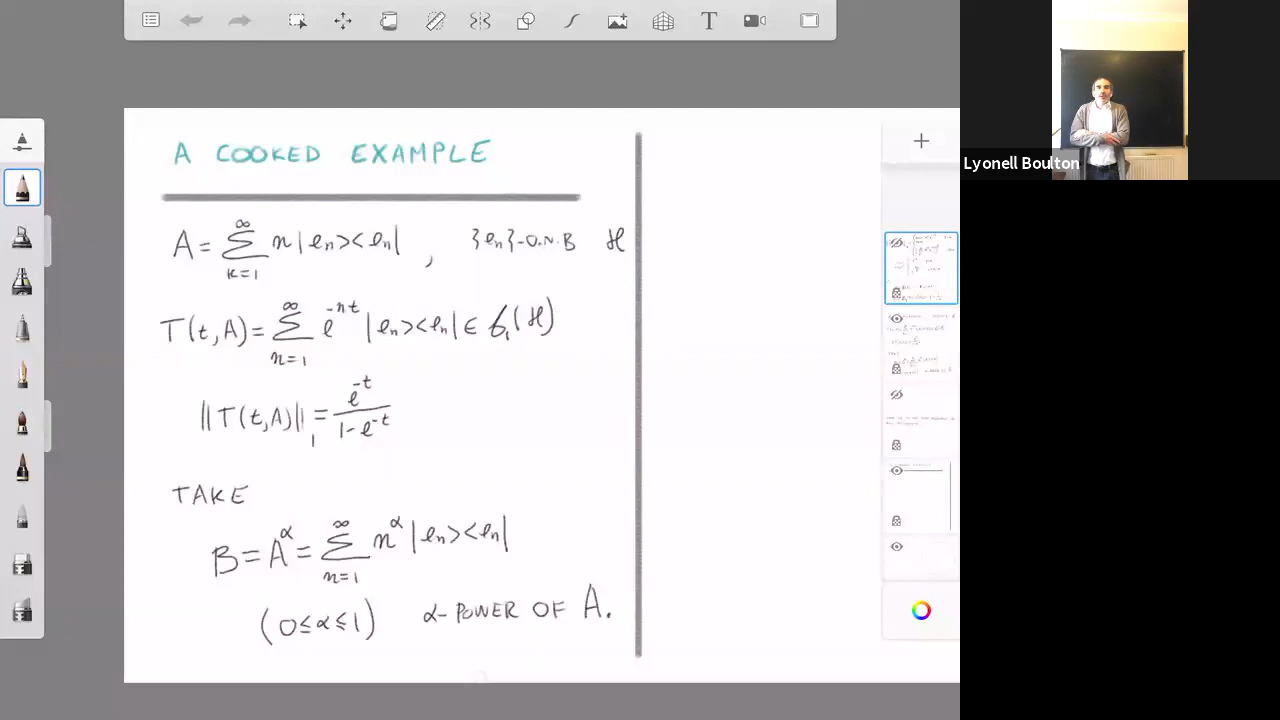 A COOKED EXAMPLE
A = ∑_{k=1}^{∞} n |e_n><e_n| , {e_n}-O.N.B ℋ
T(t,A) = ∑_{n=1}^{∞} e^{-nt} |e_n><e_n| ∈ 𝒞_1(ℋ)
||T(t,A)||_1 = e^{-t} / (1-e^{-t})
TAKE
B = A^α = ∑_{n=1}^{∞} n^α |e_n><e_n|
(0≤α≤1) α-POWER OF A.
Lyonell Boulton